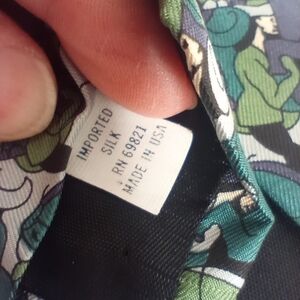 IMPORTED
SILK
RN 69821
MADE IN USA